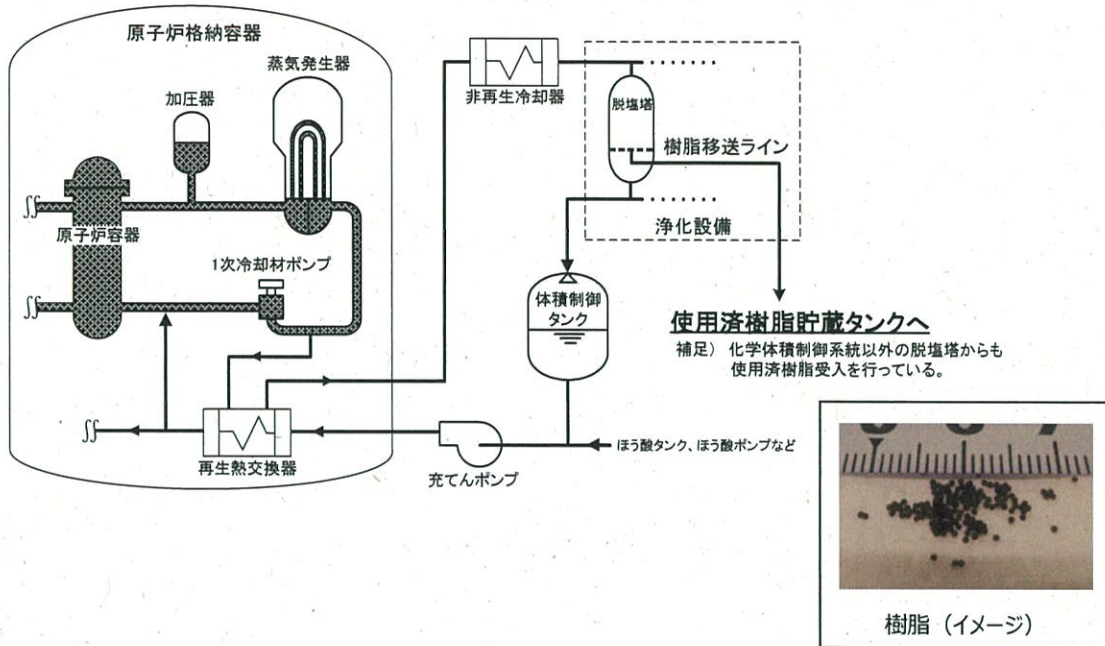 原子炉格納容器
蒸気発生器
加圧器
非再生冷却器
脱塩塔
樹脂移送ライン
浄化設備
原子炉容器
1次冷却材ポンプ
体積制御
タンク
使用済樹脂貯蔵タンクへ
補足） 化学体積制御系統以外の脱塩塔からも
使用済樹脂受入を行っている。
再生熱交換器
充てんポンプ
ほう酸タンク、ほう酸ポンプなど
樹脂（イメージ）